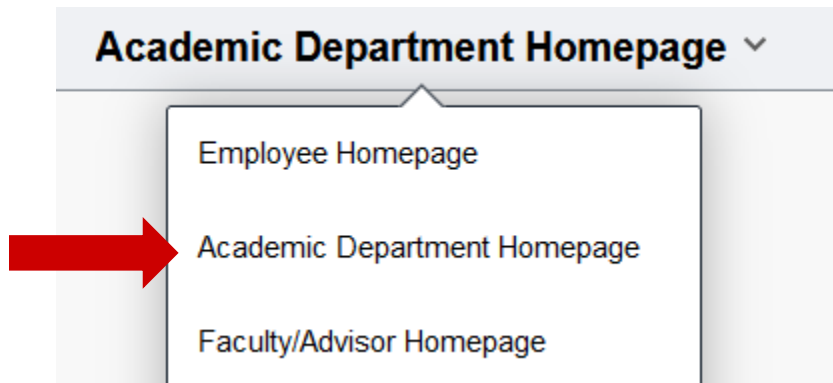 Academic Department Homepage
Employee Homepage
Academic Department Homepage
Faculty/Advisor Homepage